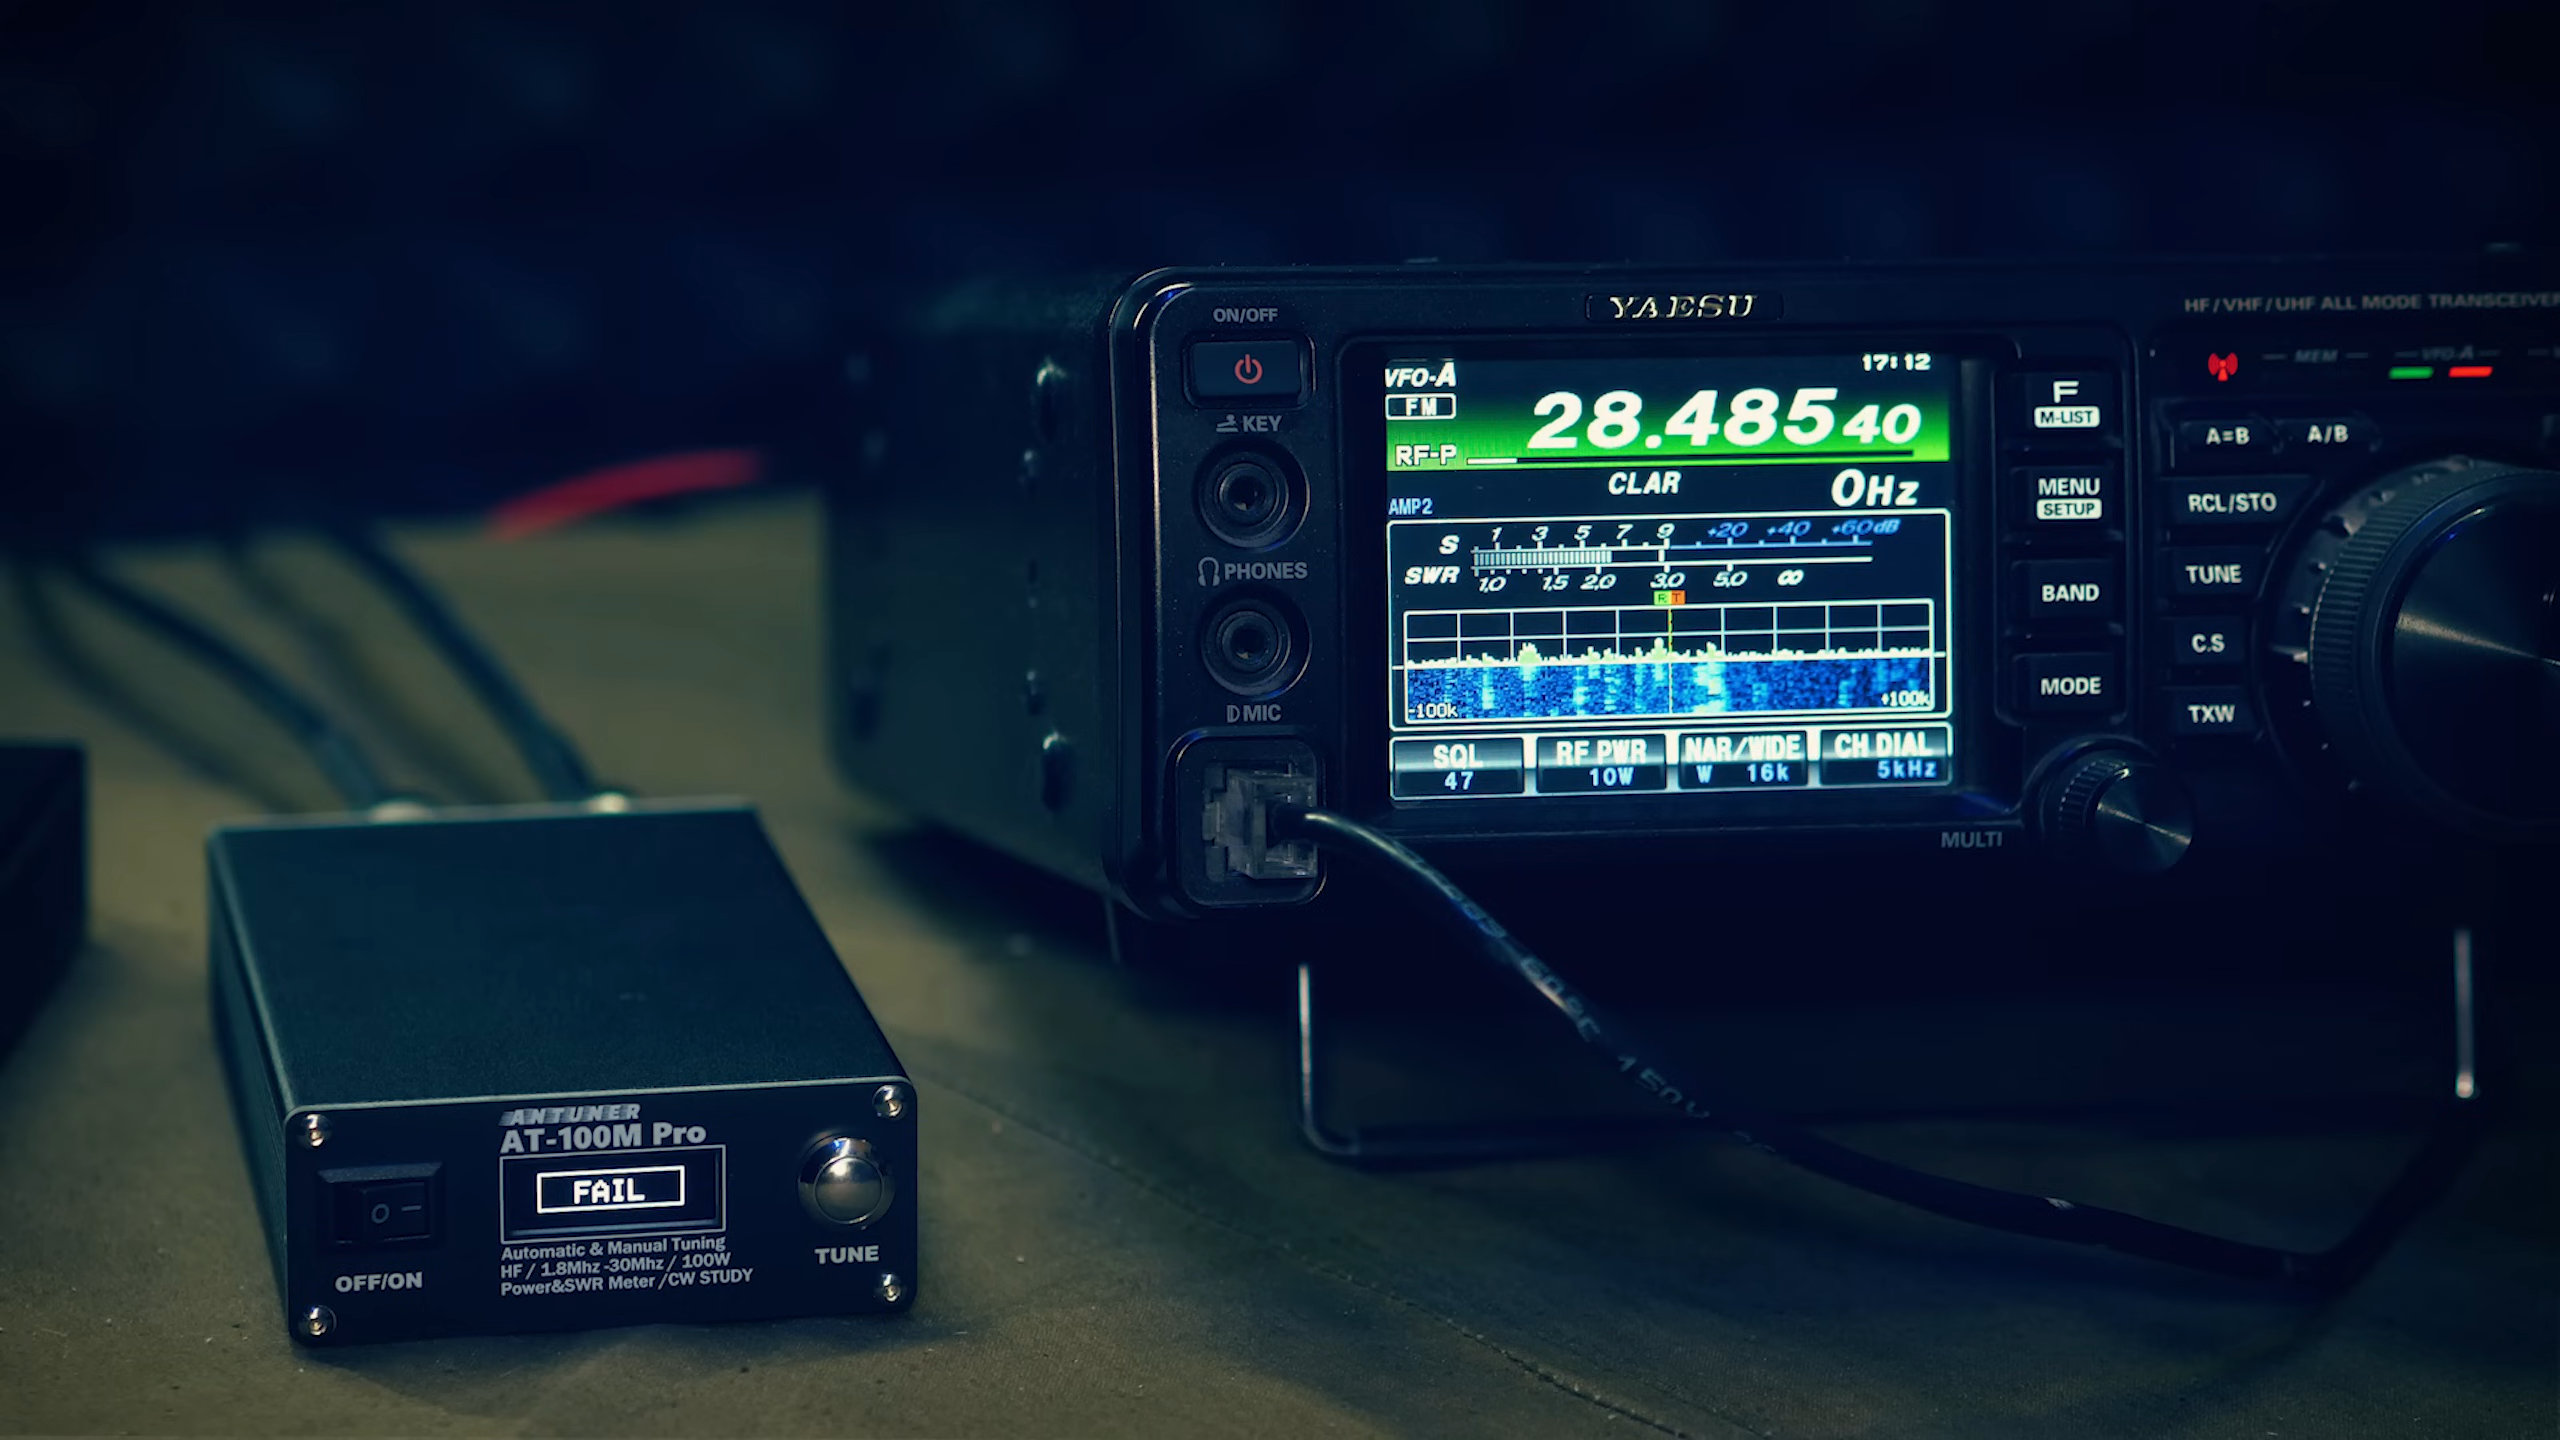 YAESU
HF/VHF/UHF ALL MODE TRANSCEIVER
ON/OFF
KEY
PHONES
MIC
VFO-A
17:12
FM
28.485 40
RF-P
CLAR
0Hz
AMP2
S 1 3 5 7 9 +20 +40 +60dB
SWR 1.0 1.5 2.0 3.0 5.0 ∞
R T
-100k +100k
SQL RF PWR NAR/WIDE CH DIAL
47 10W W 16k 5kHz
F
M-LIST
MENU
SETUP
BAND
MODE
MULTI
MEM VFO-A
A=B A/B
RCL/STO
TUNE
C.S
TXW
ANTUNER
AT-100M Pro
FAIL
Automatic & Manual Tuning
HF / 1.8Mhz -30Mhz / 100W
Power&SWR Meter /CW STUDY
OFF/ON
TUNE